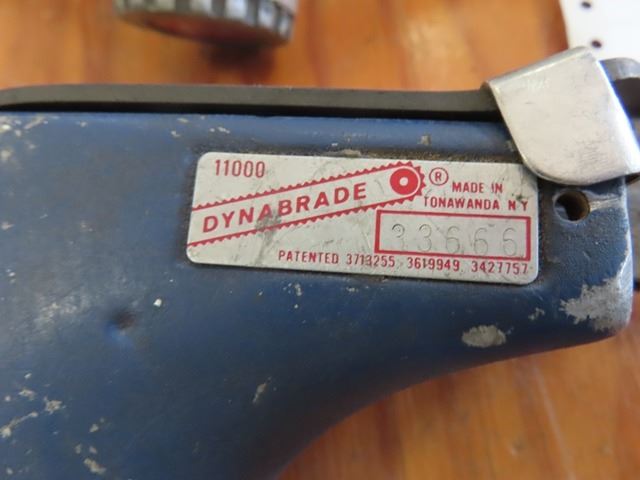 11000
DYNABRADE ®
MADE IN
TONAWANDA N Y
33666
PATENTED 3713255 3619949 3427757